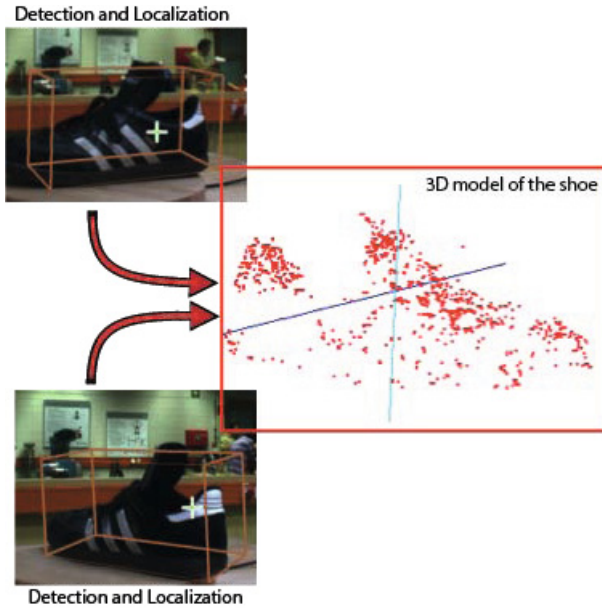 Detection and Localization
3D model of the shoe
Detection and Localization